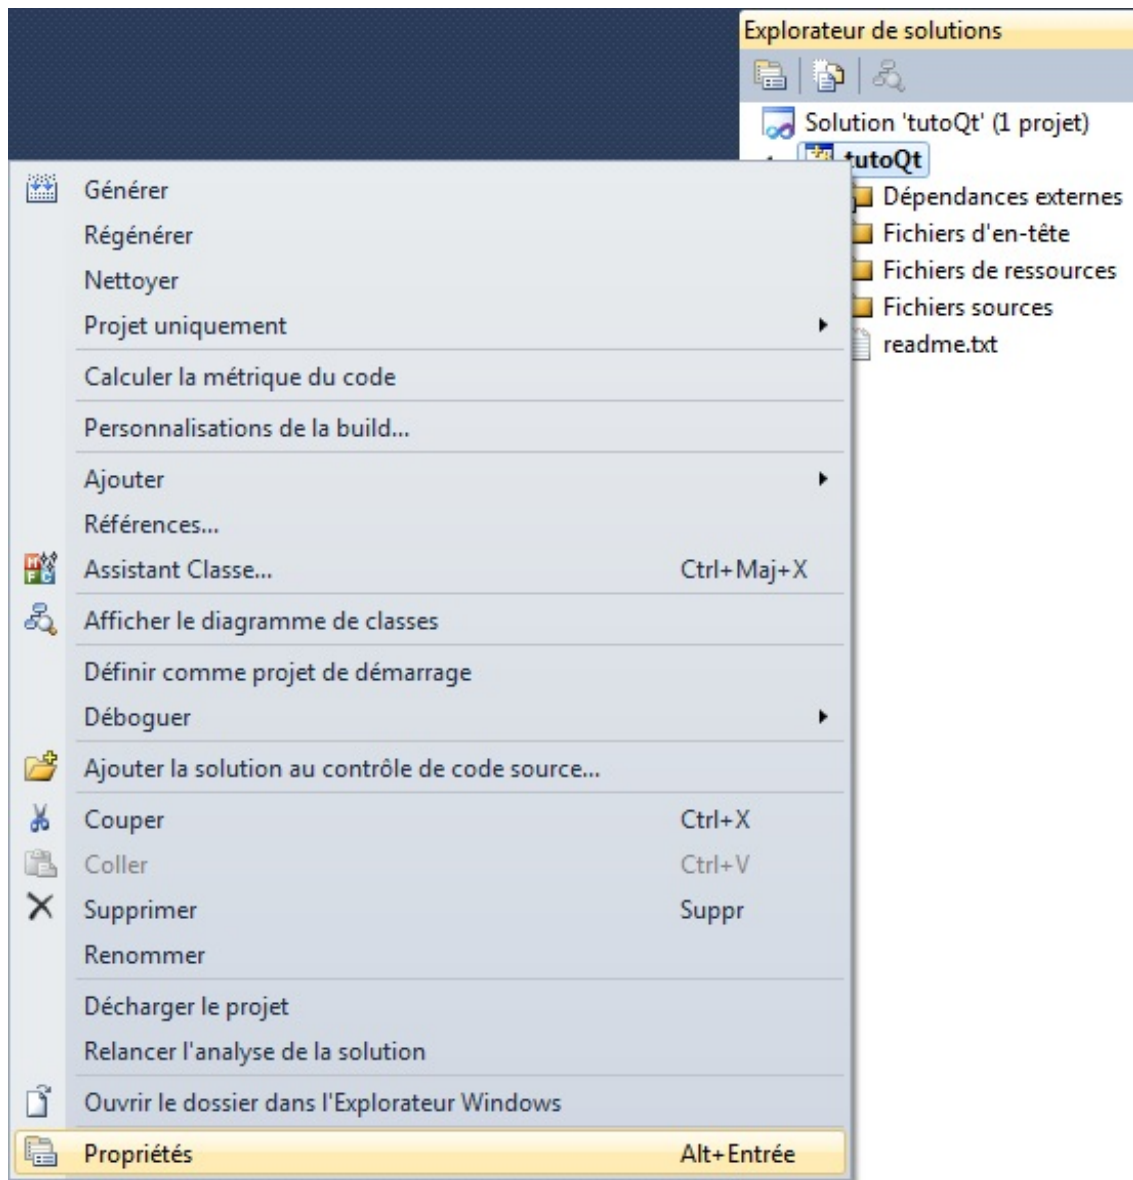 Explorateur de solutions
Solution 'tutoQt' (1 projet)
tutoQt
Dépendances externes
Fichiers d'en-tête
Fichiers de ressources
Fichiers sources
readme.txt
Générer
Régénérer
Nettoyer
Projet uniquement
Calculer la métrique du code
Personnalisations de la build...
Ajouter
Références...
Assistant Classe... Ctrl+Maj+X
Afficher le diagramme de classes
Définir comme projet de démarrage
Déboguer
Ajouter la solution au contrôle de code source...
Couper Ctrl+X
Coller Ctrl+V
Supprimer Suppr
Renommer
Décharger le projet
Relancer l'analyse de la solution
Ouvrir le dossier dans l'Explorateur Windows
Propriétés Alt+Entrée